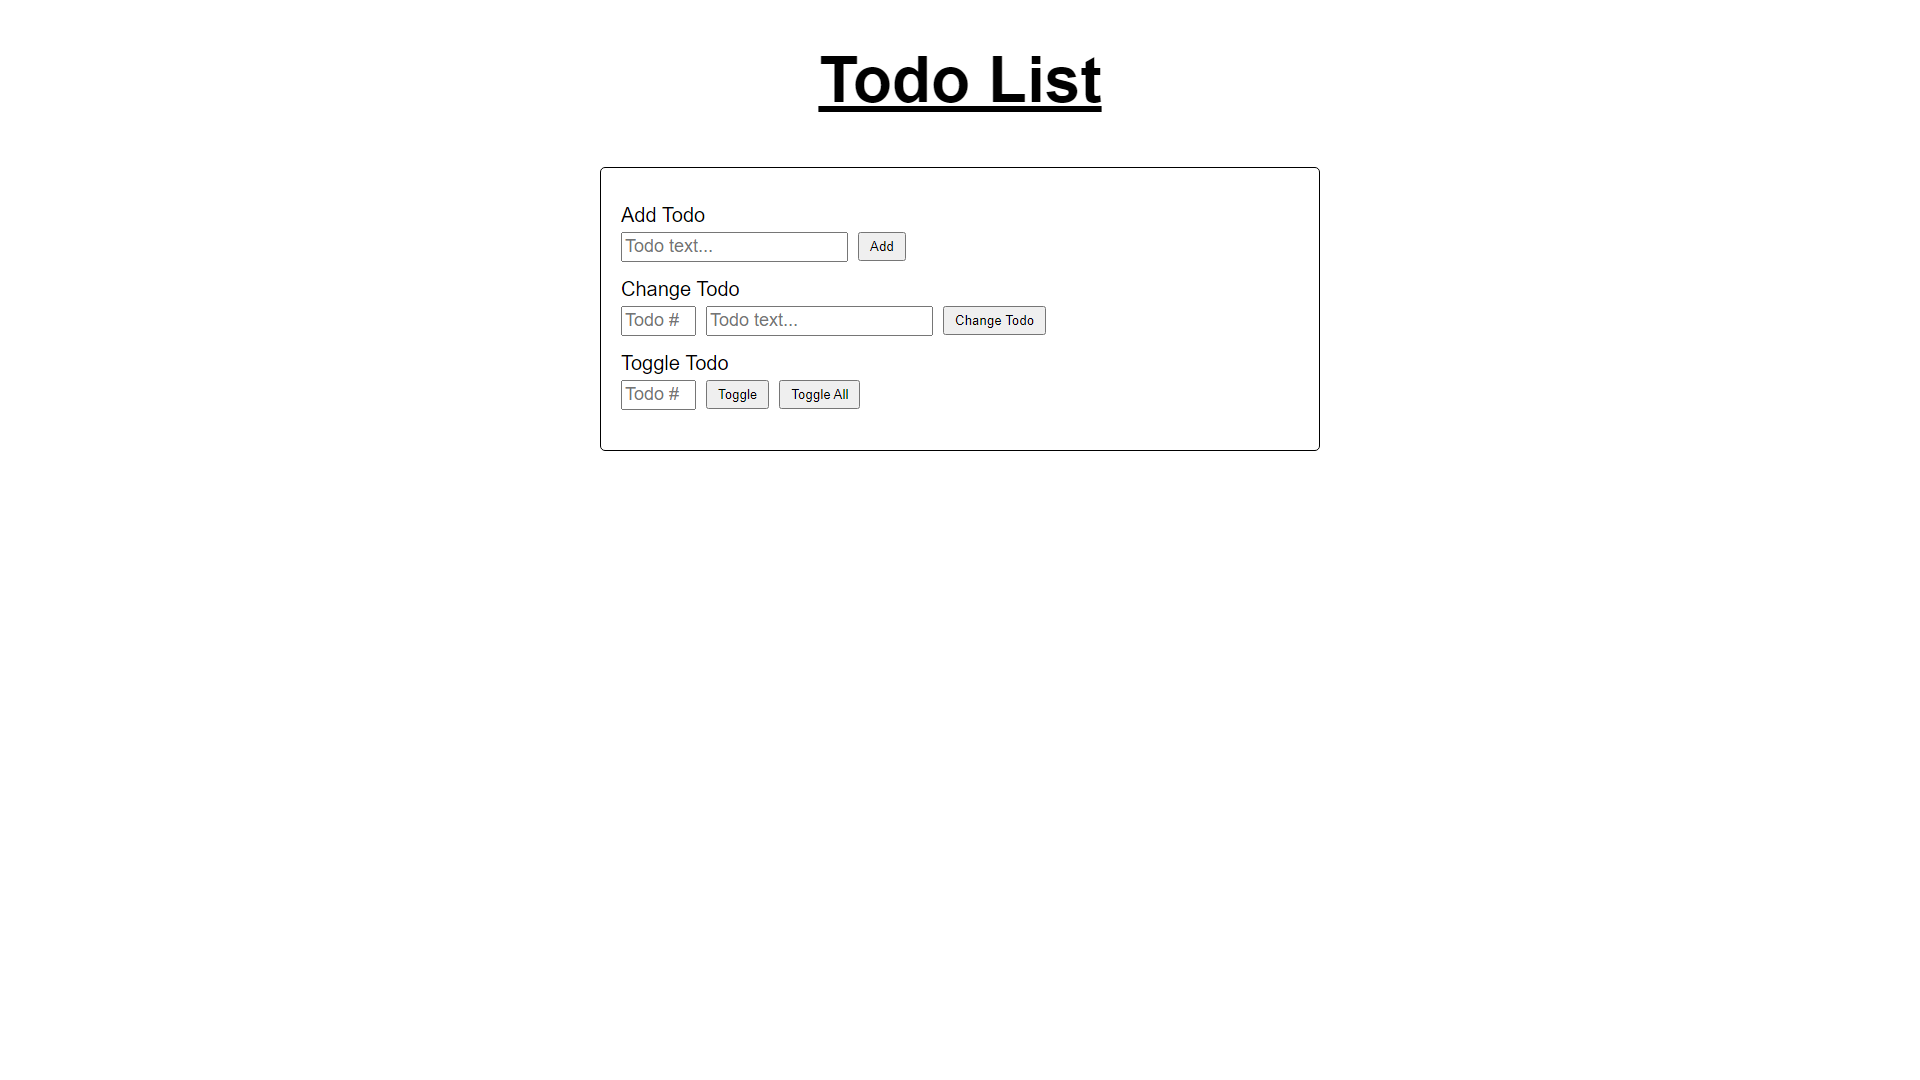 Todo List
Add Todo
Todo text... Add
Change Todo
Todo # Todo text... Change Todo
Toggle Todo
Todo # Toggle Toggle All